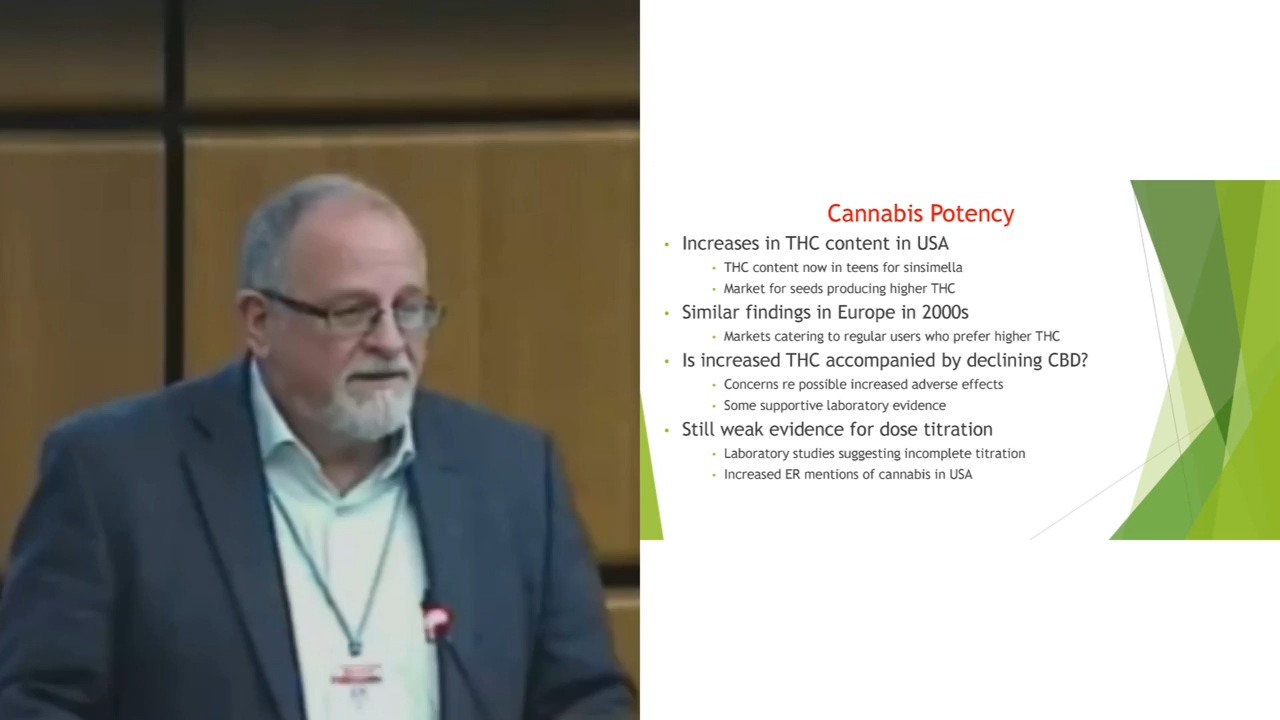 Cannabis Potency
Increases in THC content in USA
THC content now in teens for sinsimella
Market for seeds producing higher THC
Similar findings in Europe in 2000s
Markets catering to regular users who prefer higher THC
Is increased THC accompanied by declining CBD?
Concerns re possible increased adverse effects
Some supportive laboratory evidence
Still weak evidence for dose titration
Laboratory studies suggesting incomplete titration
Increased ER mentions of cannabis in USA